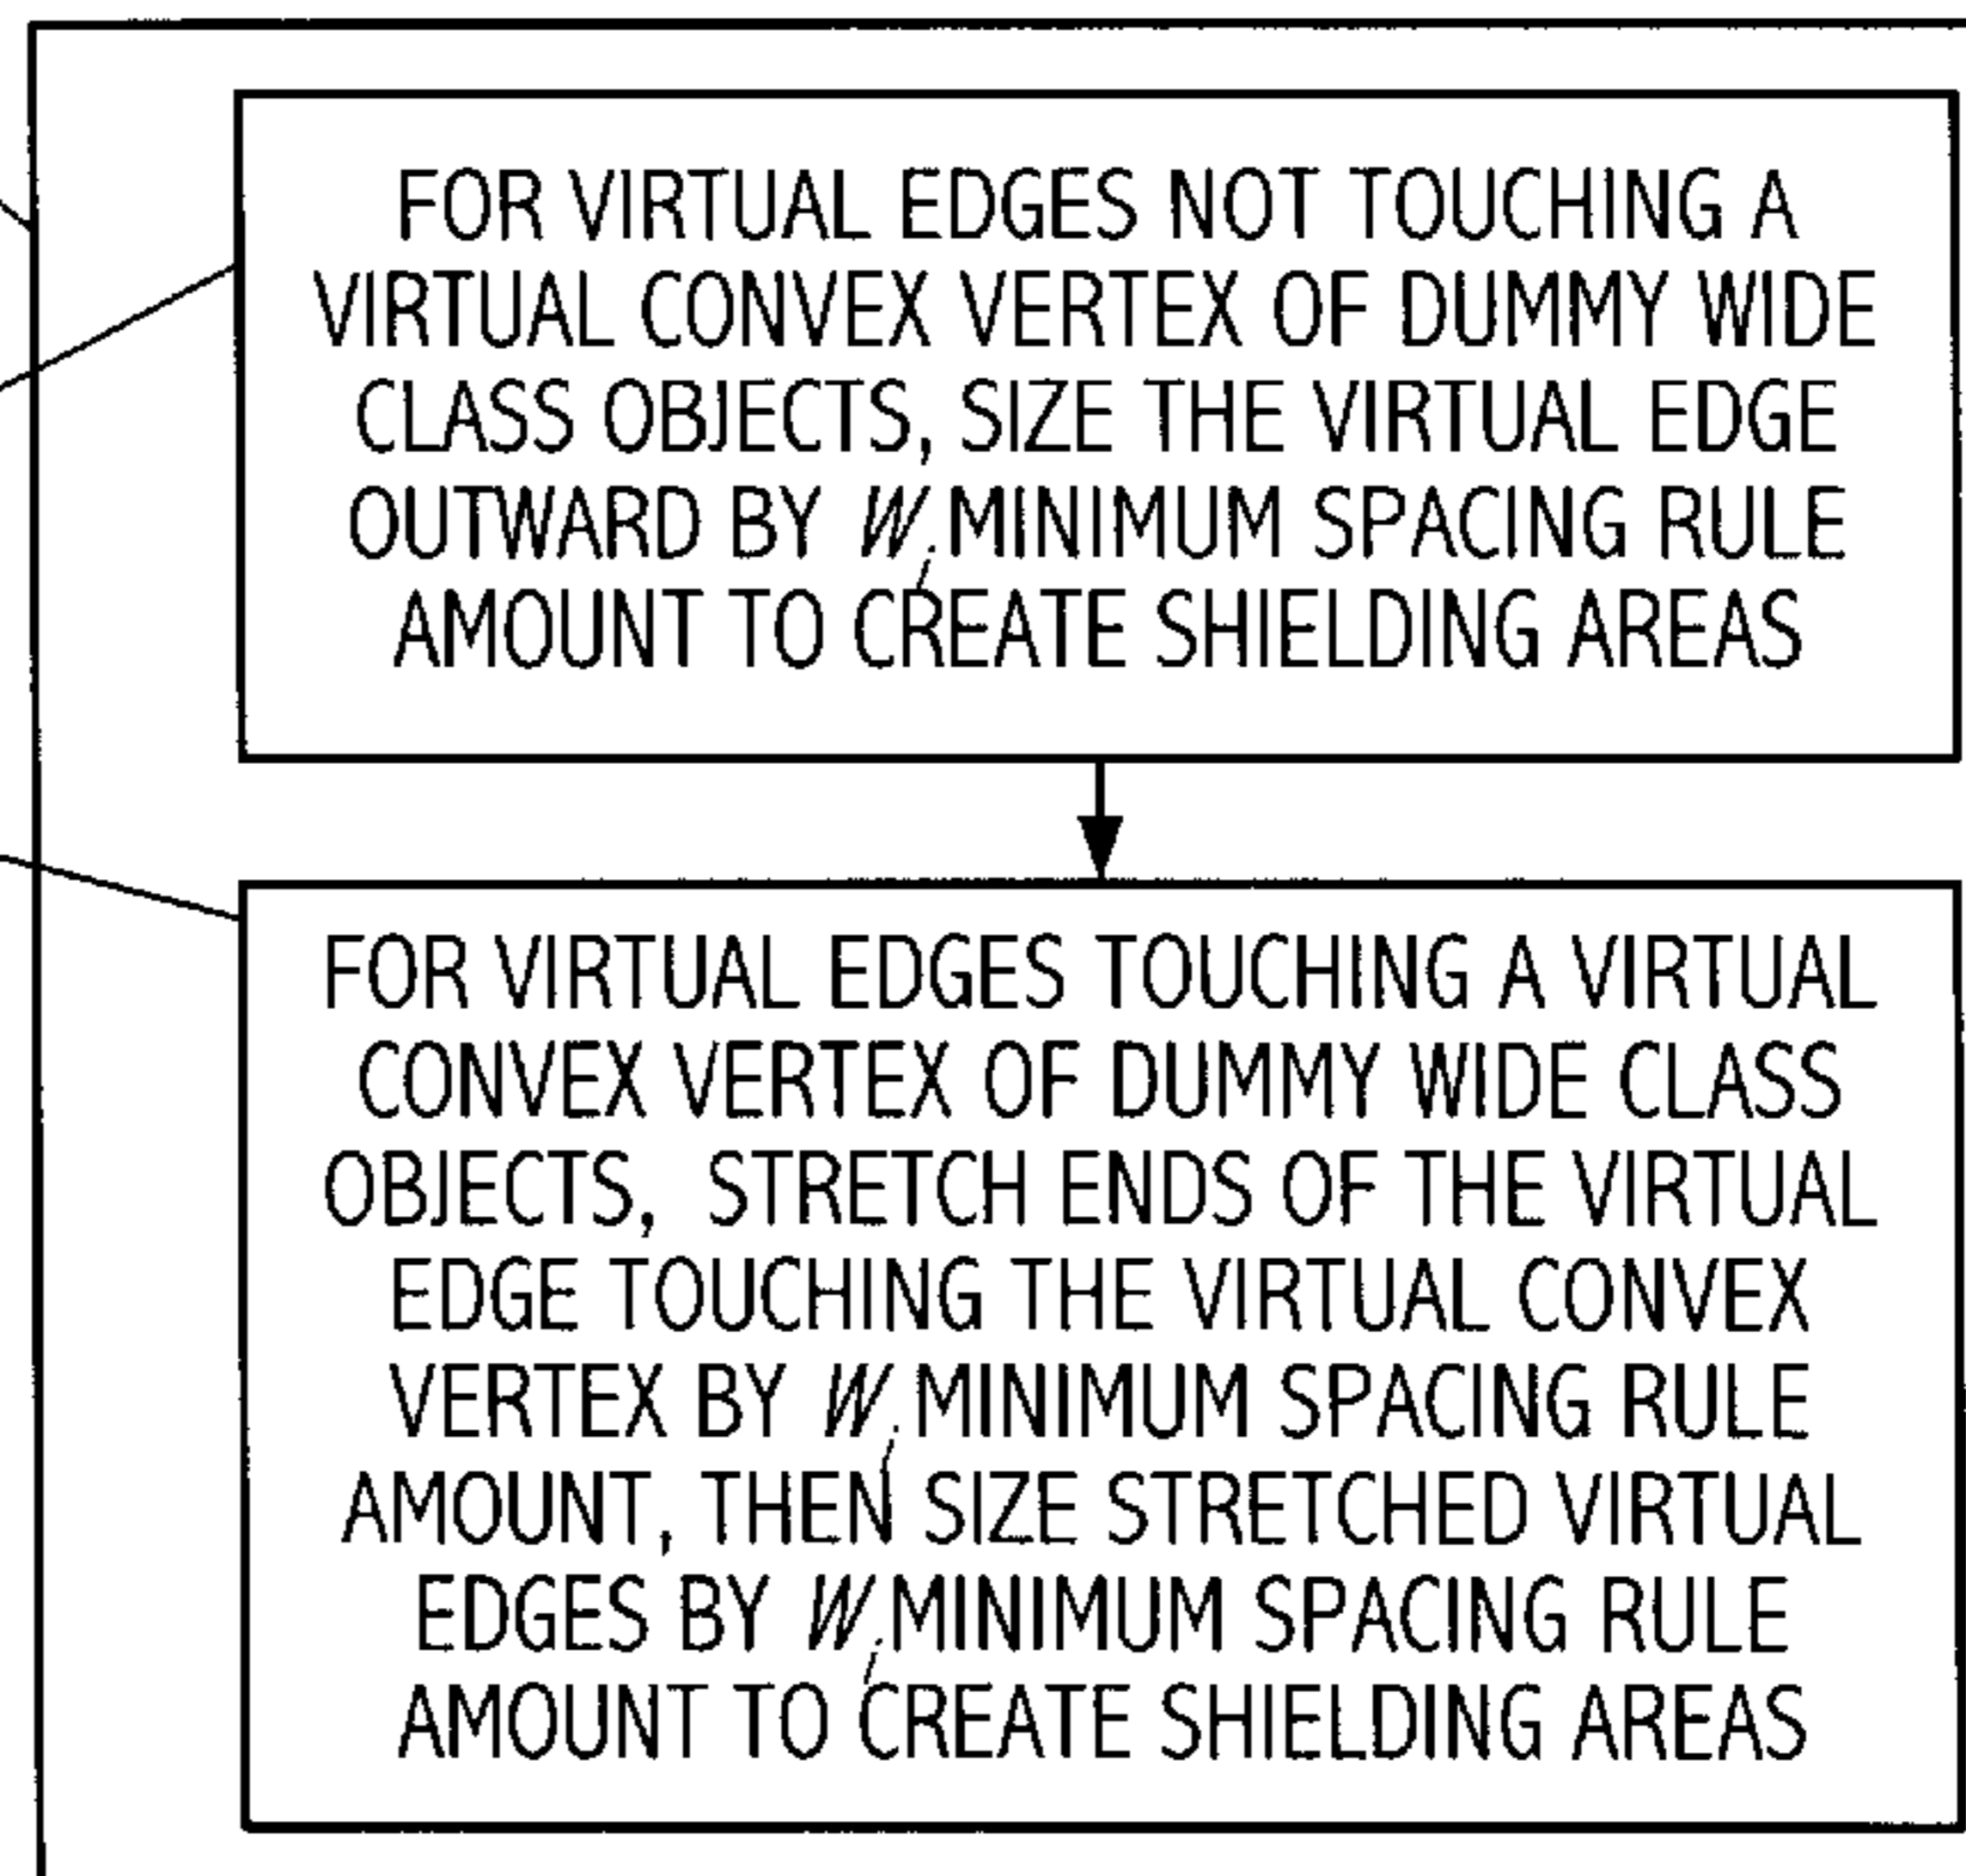 FOR VIRTUAL EDGES NOT TOUCHING A
VIRTUAL CONVEX VERTEX OF DUMMY WIDE
CLASS OBJECTS, SIZE THE VIRTUAL EDGE
OUTWARD BY Wi MINIMUM SPACING RULE
AMOUNT TO CREATE SHIELDING AREAS
FOR VIRTUAL EDGES TOUCHING A VIRTUAL
CONVEX VERTEX OF DUMMY WIDE CLASS
OBJECTS, STRETCH ENDS OF THE VIRTUAL
EDGE TOUCHING THE VIRTUAL CONVEX
VERTEX BY Wi MINIMUM SPACING RULE
AMOUNT, THEN SIZE STRETCHED VIRTUAL
EDGES BY Wi MINIMUM SPACING RULE
AMOUNT TO CREATE SHIELDING AREAS